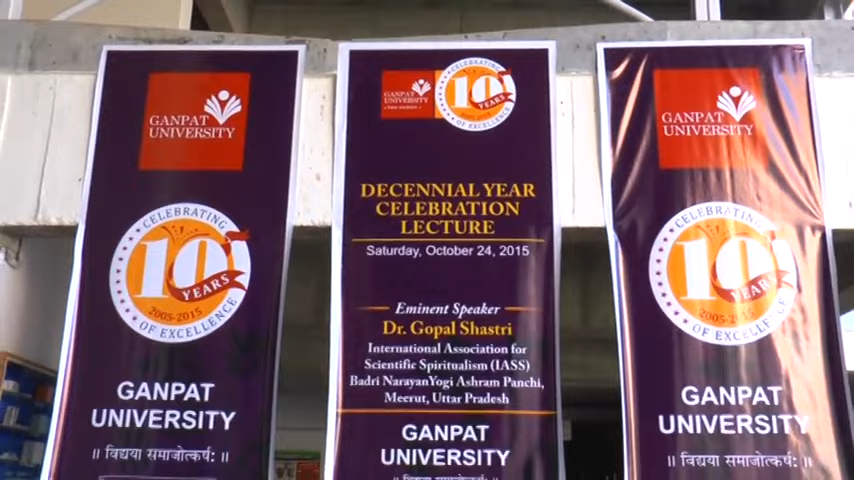 GANPAT
UNIVERSITY
CELEBRATING
10
YEARS
2005-2015
OF EXCELLENCE
GANPAT
UNIVERSITY
॥ विद्यया समाजोत्कर्षः ॥
GANPAT
UNIVERSITY
CELEBRATING
10
YEARS
2005-2015
OF EXCELLENCE
DECENNIAL YEAR
CELEBRATION
LECTURE
Saturday, October 24, 2015
Eminent Speaker
Dr. Gopal Shastri
International Association for
Scientific Spiritualism (IASS)
Badri NarayanYogi Ashram Panchi,
Meerut, Uttar Pradesh
GANPAT
UNIVERSITY
GANPAT
UNIVERSITY
CELEBRATING
10
YEARS
2005-2015
OF EXCELLENCE
GANPAT
UNIVERSITY
॥ विद्यया समाजोत्कर्षः ॥